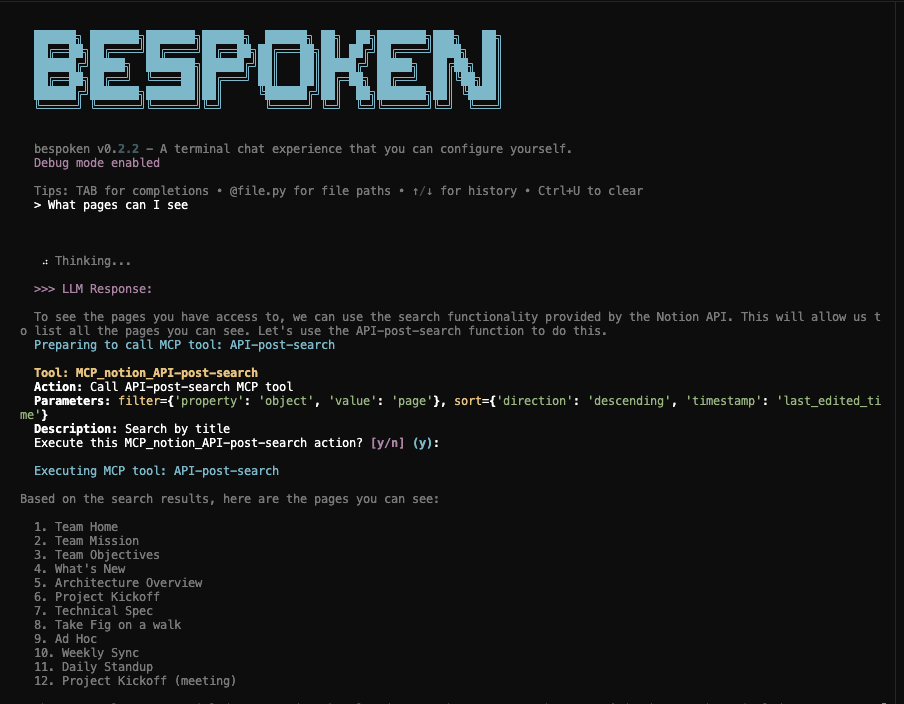 BESPOKEN
bespoken v0.2.2 – A terminal chat experience that you can configure yourself.
Debug mode enabled
Tips: TAB for completions • @file.py for file paths • ↑/↓ for history • Ctrl+U to clear
> What pages can I see
Thinking...
>>> LLM Response:
To see the pages you have access to, we can use the search functionality provided by the Notion API. This will allow us t
o list all the pages you can see. Let's use the API-post-search function to do this.
Preparing to call MCP tool: API-post-search
Tool: MCP_notion_API-post-search
Action: Call API-post-search MCP tool
Parameters: filter={'property': 'object', 'value': 'page'}, sort={'direction': 'descending', 'timestamp': 'last_edited_ti
me'}
Description: Search by title
Execute this MCP_notion_API-post-search action? [y/n] (y):
Executing MCP tool: API-post-search
Based on the search results, here are the pages you can see:
1. Team Home
2. Team Mission
3. Team Objectives
4. What's New
5. Architecture Overview
6. Project Kickoff
7. Technical Spec
8. Take Fig on a walk
9. Ad Hoc
10. Weekly Sync
11. Daily Standup
12. Project Kickoff (meeting)